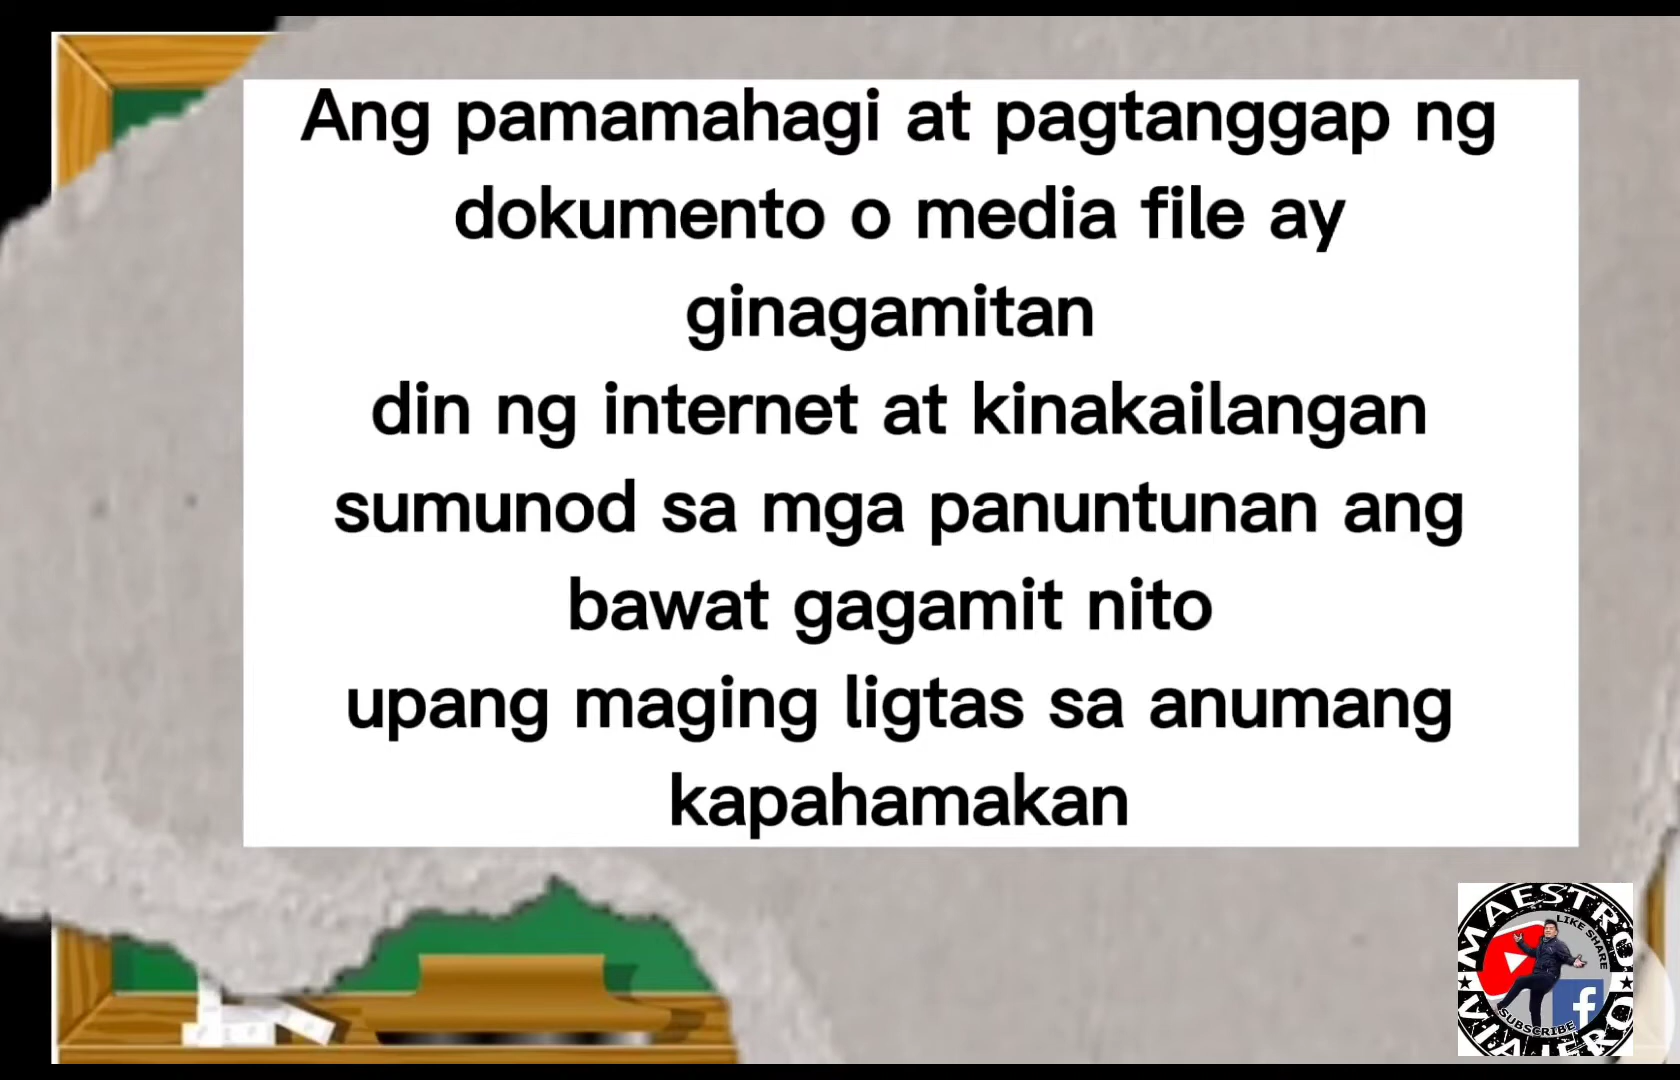 Ang pamamahagi at pagtanggap ng
dokumento o media file ay
ginagamitan
din ng internet at kinakailangan
sumunod sa mga panuntunan ang
bawat gagamit nito
upang maging ligtas sa anumang
kapahamakan
MAESTRO
LIKE SHARE
f
SUBSCRIBE
VIAJERO